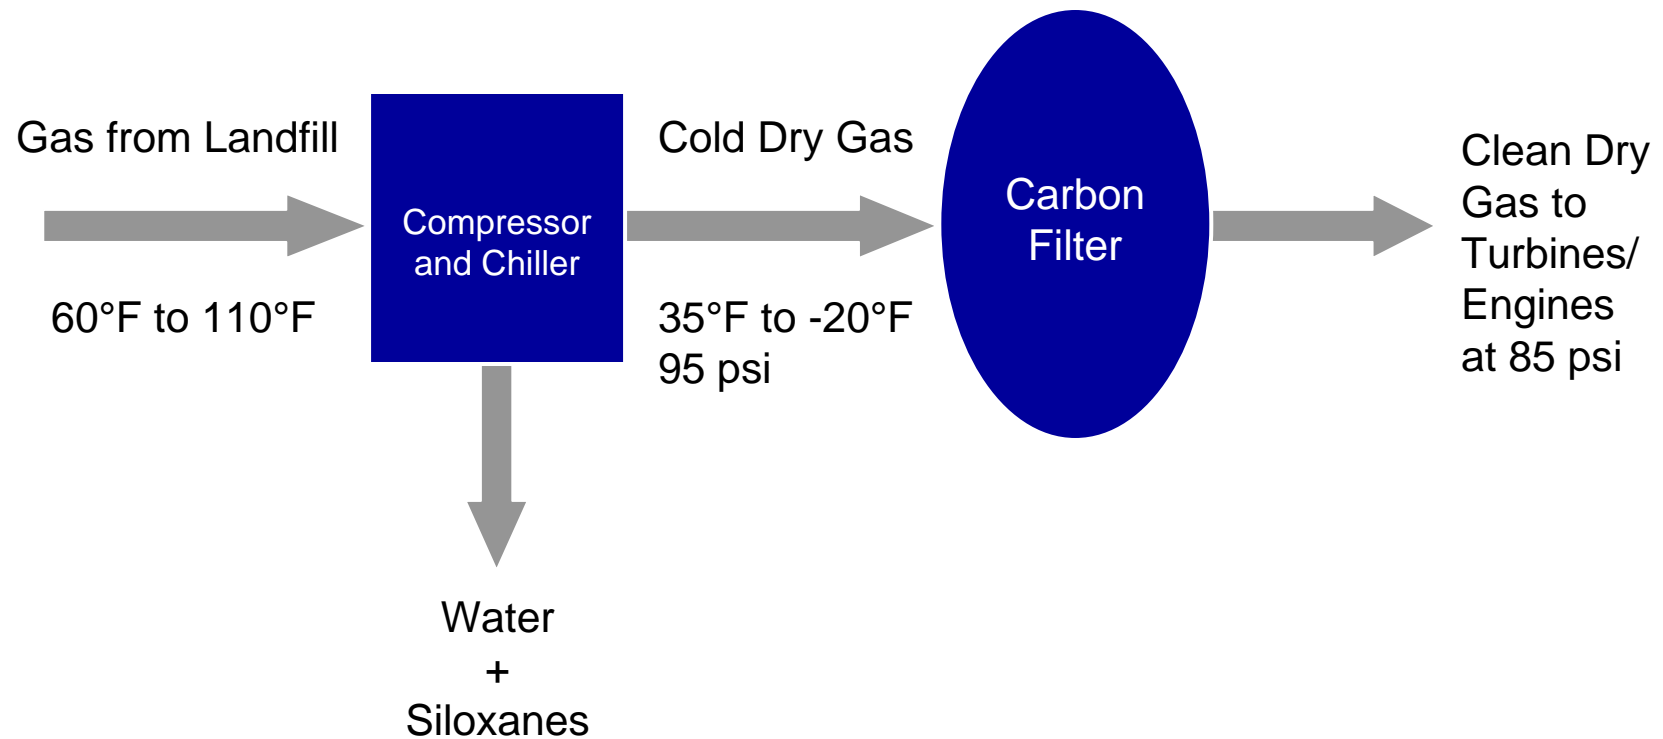 Gas from Landfill
60°F to 110°F
Compressor
and Chiller
Water
+
Siloxanes
Cold Dry Gas
35°F to -20°F
95 psi
Carbon
Filter
Clean Dry
Gas to
Turbines/
Engines
at 85 psi